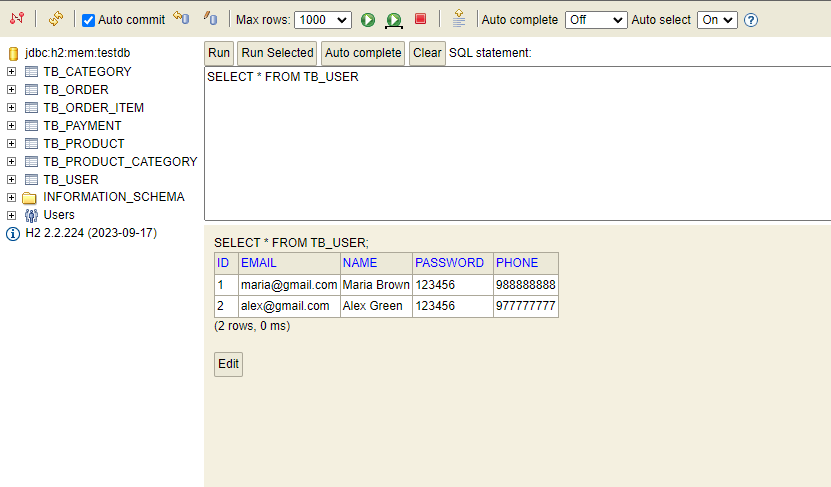 Auto commit Max rows: 1000 Auto complete Off Auto select On ?
jdbc:h2:mem:testdb
TB_CATEGORY
TB_ORDER
TB_ORDER_ITEM
TB_PAYMENT
TB_PRODUCT
TB_PRODUCT_CATEGORY
TB_USER
INFORMATION_SCHEMA
Users
H2 2.2.224 (2023-09-17)
Run Run Selected Auto complete Clear SQL statement:
SELECT * FROM TB_USER
SELECT * FROM TB_USER;
ID EMAIL NAME PASSWORD PHONE
1 maria@gmail.com Maria Brown 123456 988888888
2 alex@gmail.com Alex Green 123456 977777777
(2 rows, 0 ms)
Edit